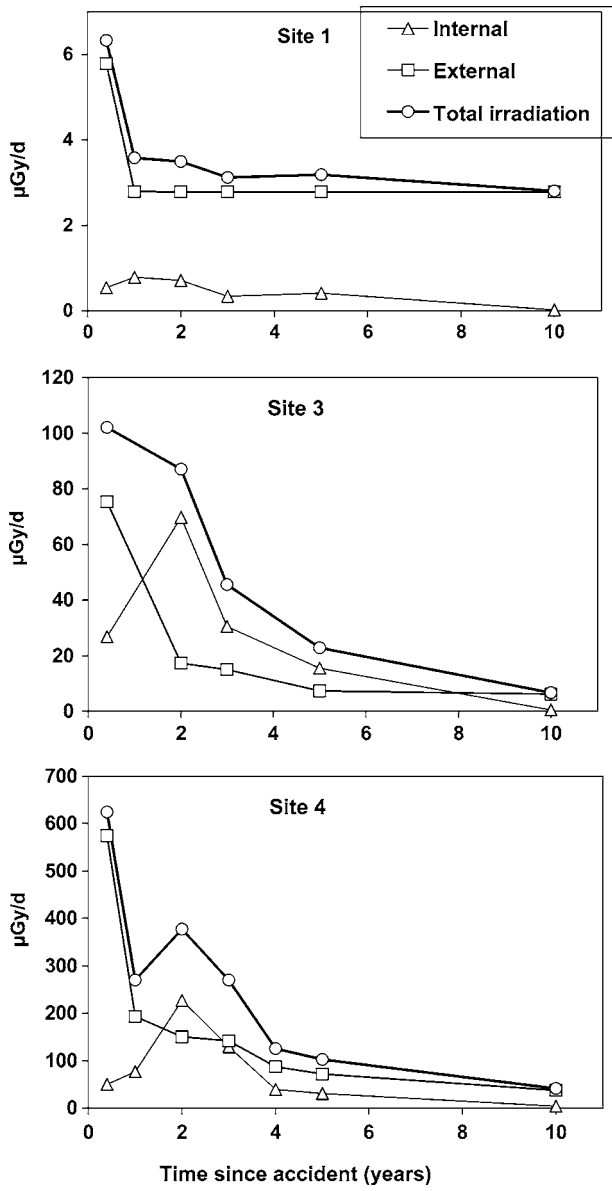 Site 1
Internal
External
Total irradiation
µGy/d
6
4
2
0
0 2 4 6 8 10
Site 3
µGy/d
120
100
80
60
40
20
0
0 2 4 6 8 10
Site 4
µGy/d
700
600
500
400
300
200
100
0
0 2 4 6 8 10
Time since accident (years)